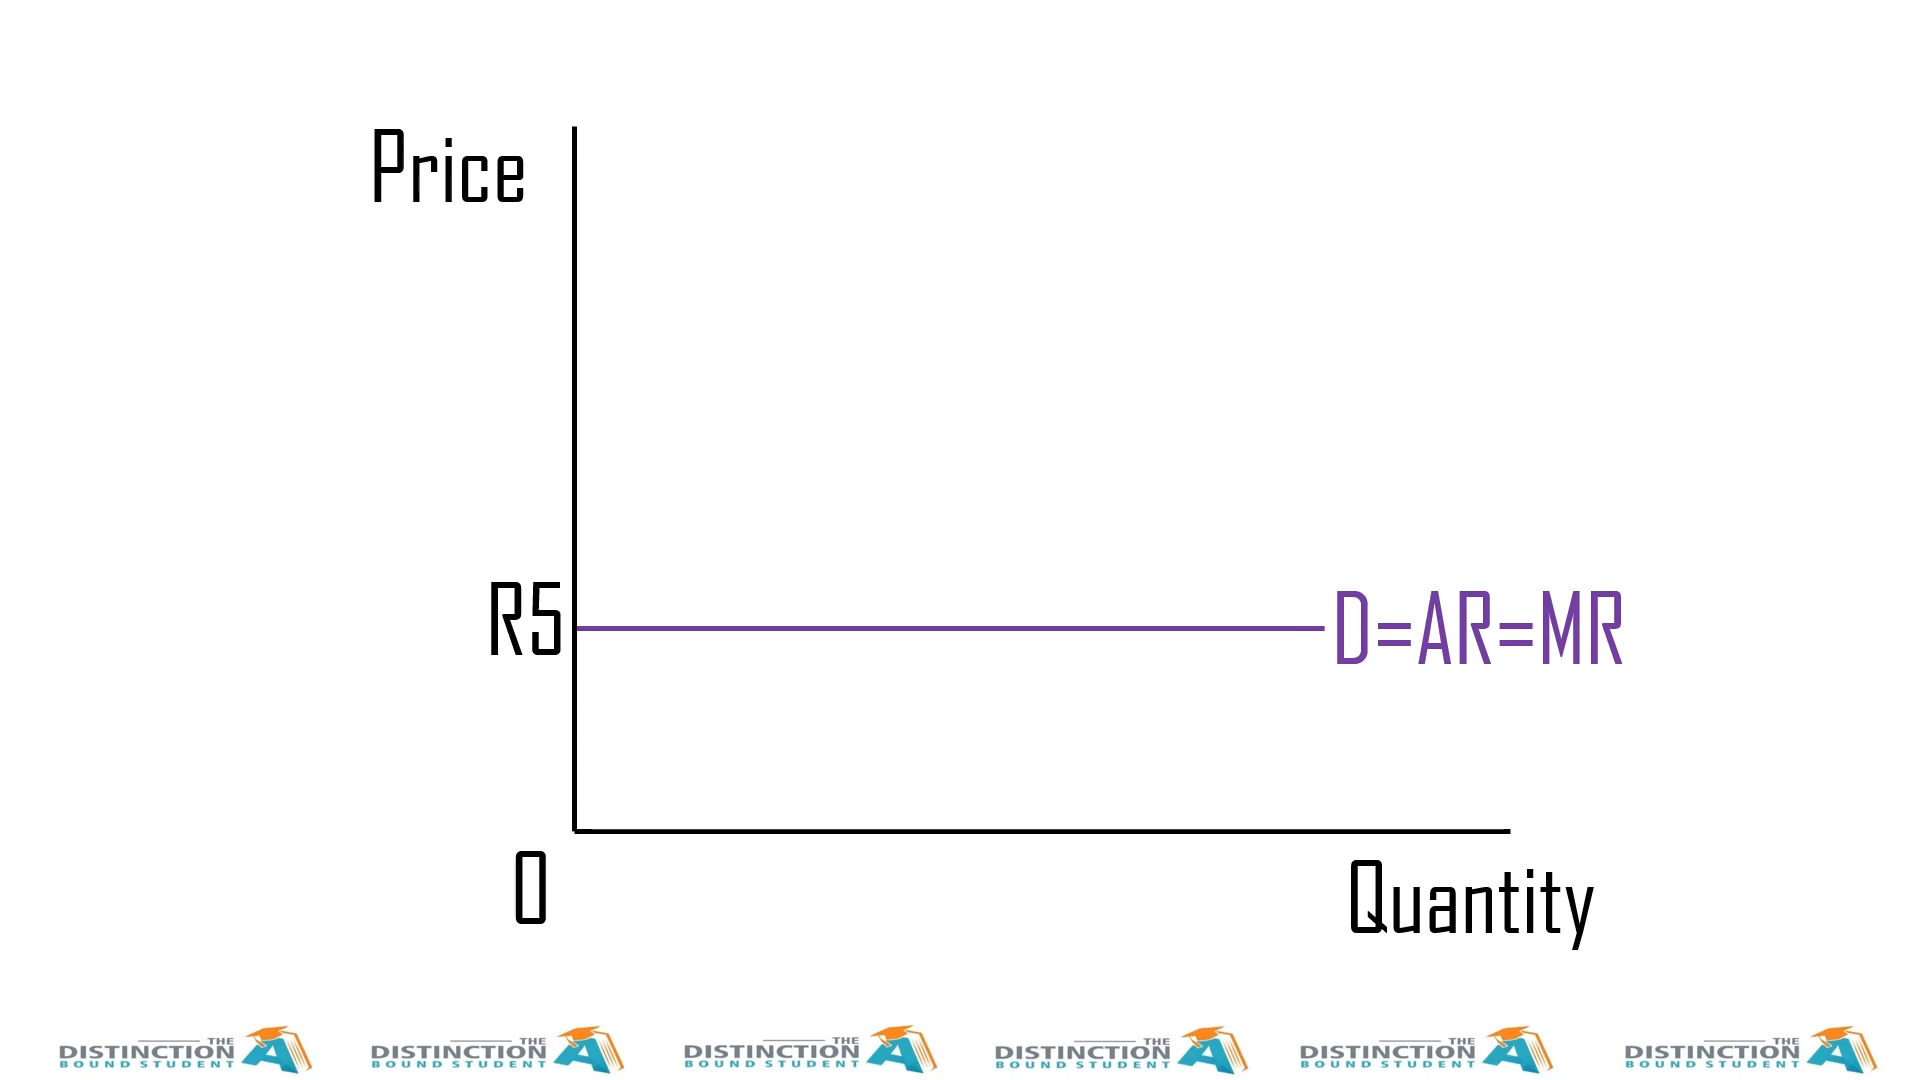 Price
R5
D=AR=MR
0
Quantity
THE
DISTINCTION
BOUND STUDENT
THE
DISTINCTION
BOUND STUDENT
THE
DISTINCTION
BOUND STUDENT
THE
DISTINCTION
BOUND STUDENT
THE
DISTINCTION
BOUND STUDENT
THE
DISTINCTION
BOUND STUDENT